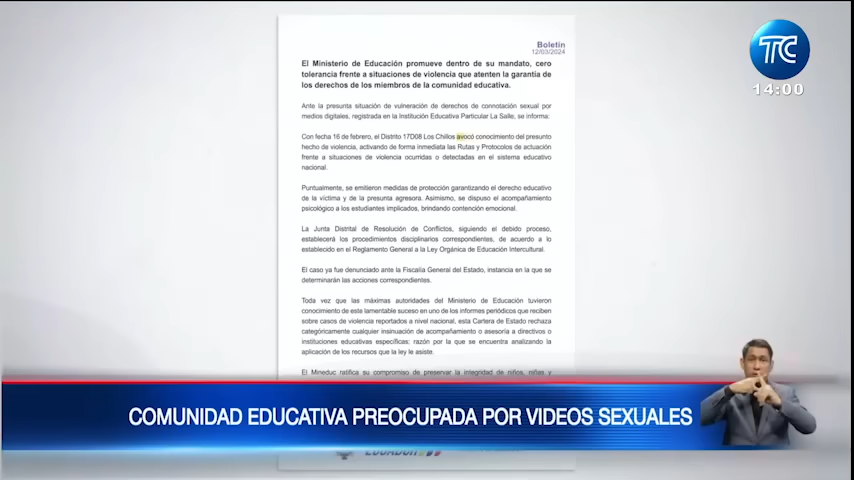 Boletín
12/03/2024
TC
14:00
El Ministerio de Educación promueve dentro de su mandato, cero
tolerancia frente a situaciones de violencia que atenten la garantía de
los derechos de los miembros de la comunidad educativa.
Ante la presunta situación de vulneración de derechos de connotación sexual por
medios digitales, registrada en la Institución Educativa Particular La Salle, se informa:
Con fecha 16 de febrero, el Distrito 17D08 Los Chillos avocó conocimiento del presunto
hecho de violencia, activando de forma inmediata las Rutas y Protocolos de actuación
frente a situaciones de violencia ocurridas o detectadas en el sistema educativo
nacional.
Puntualmente, se emitieron medidas de protección garantizando el derecho educativo
de la víctima y de la presunta agresora. Asimismo, se dispuso el acompañamiento
psicológico a los estudiantes implicados, brindando contención emocional.
La Junta Distrital de Resolución de Conflictos, siguiendo el debido proceso,
establecerá los procedimientos disciplinarios correspondientes, de acuerdo a lo
establecido en el Reglamento General a la Ley Orgánica de Educación Intercultural.
El caso ya fue denunciado ante la Fiscalía General del Estado, instancia en la que se
determinarán las acciones correspondientes.
Toda vez que las máximas autoridades del Ministerio de Educación tuvieron
conocimiento de este lamentable suceso en uno de los informes periódicos que reciben
sobre casos de violencia reportados a nivel nacional, esta Cartera de Estado rechaza
categóricamente cualquier insinuación de acompañamiento o asesoría a directivos o
instituciones educativas específicas; razón por la que se encuentra analizando la
aplicación de los recursos que la ley le asiste.
El Mineduc ratifica su compromiso de preservar la integridad de niños, niñas y
COMUNIDAD EDUCATIVA PREOCUPADA POR VIDEOS SEXUALES